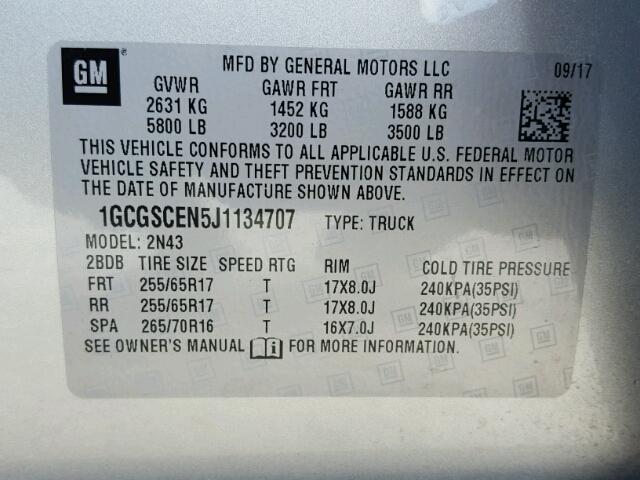 GM
MFD BY GENERAL MOTORS LLC 09/17
GVWR GAWR FRT GAWR RR
2631 KG 1452 KG 1588 KG
5800 LB 3200 LB 3500 LB
THIS VEHICLE CONFORMS TO ALL APPLICABLE U.S. FEDERAL MOTOR
VEHICLE SAFETY AND THEFT PREVENTION STANDARDS IN EFFECT ON
THE DATE OF MANUFACTURE SHOWN ABOVE.
1GCGSCEN5J1134707 TYPE: TRUCK
MODEL: 2N43
2BDB TIRE SIZE SPEED RTG RIM COLD TIRE PRESSURE
FRT 255/65R17 T 17X8.0J 240KPA(35PSI)
RR 255/65R17 T 17X8.0J 240KPA(35PSI)
SPA 265/70R16 T 16X7.0J 240KPA(35PSI)
SEE OWNER'S MANUAL FOR MORE INFORMATION.